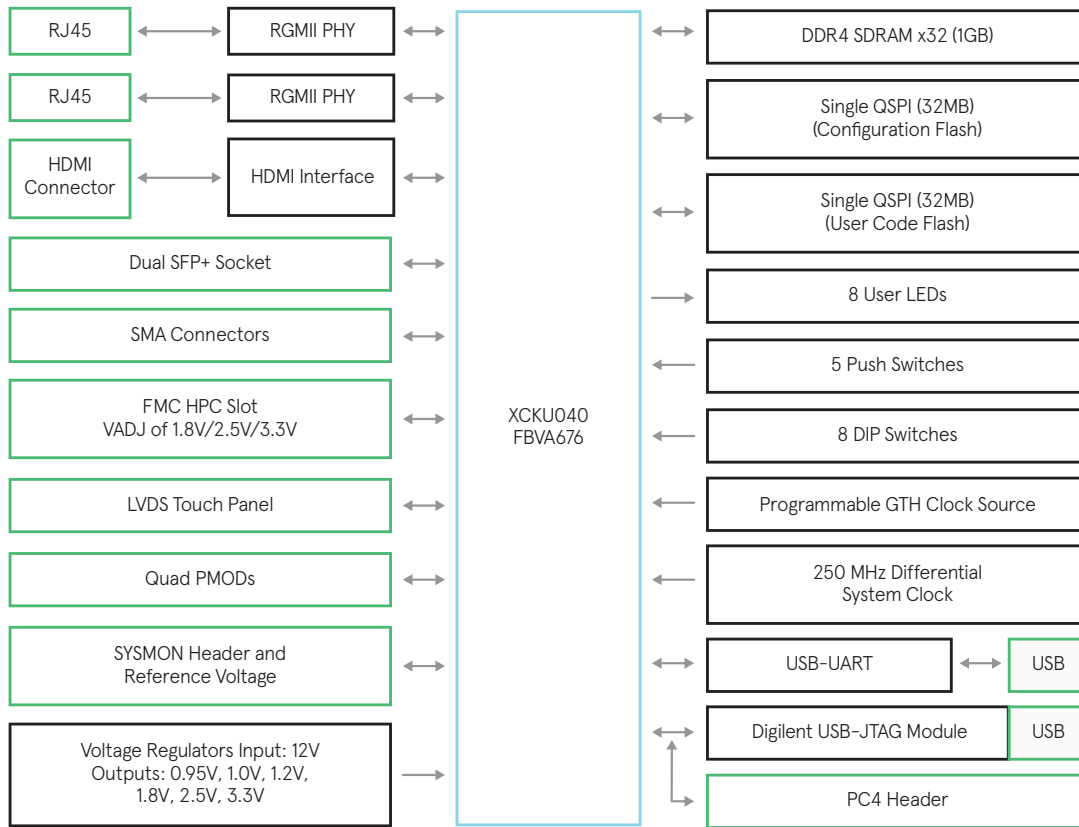 RJ45
RGMII PHY
RJ45
RGMII PHY
HDMI
Connector
HDMI Interface
Dual SFP+ Socket
SMA Connectors
FMC HPC Slot
VADJ of 1.8V/2.5V/3.3V
LVDS Touch Panel
Quad PMODs
SYSMON Header and
Reference Voltage
Voltage Regulators Input: 12V
Outputs: 0.95V, 1.0V, 1.2V,
1.8V, 2.5V, 3.3V
XCKU040
FBVA676
DDR4 SDRAM x32 (1GB)
Single QSPI (32MB)
(Configuration Flash)
Single QSPI (32MB)
(User Code Flash)
8 User LEDs
5 Push Switches
8 DIP Switches
Programmable GTH Clock Source
250 MHz Differential
System Clock
USB-UART
USB
Digilent USB-JTAG Module
USB
PC4 Header